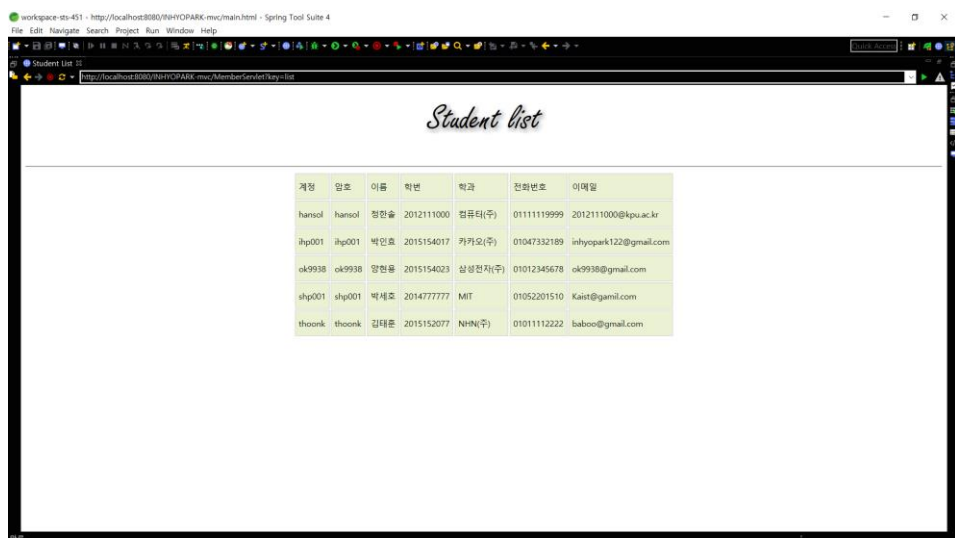 workspace-sts-451 - http://localhost:8080/INHYOPARK-mvc/main.html - Spring Tool Suite 4
File Edit Navigate Search Project Run Window Help
Quick Access
Student List
http://localhost:8080/INHYOPARK-mvc/MemberServlet?key=list
Student list
계정 암호 이름 학번 학과 전화번호 이메일
hansol hansol 정한솔 2012111000 컴퓨터(주) 01111119999 2012111000@kpu.ac.kr
ihp001 ihp001 박인효 2015154017 카카오(주) 01047332189 inhyopark122@gmail.com
ok9938 ok9938 양현용 2015154023 삼성전자(주) 01012345678 ok9938@gmail.com
shp001 shp001 박세호 2014777777 MIT 01052201510 Kaist@gamil.com
thoonk thoonk 김태훈 2015152077 NHN(주) 01011112222 baboo@gmail.com